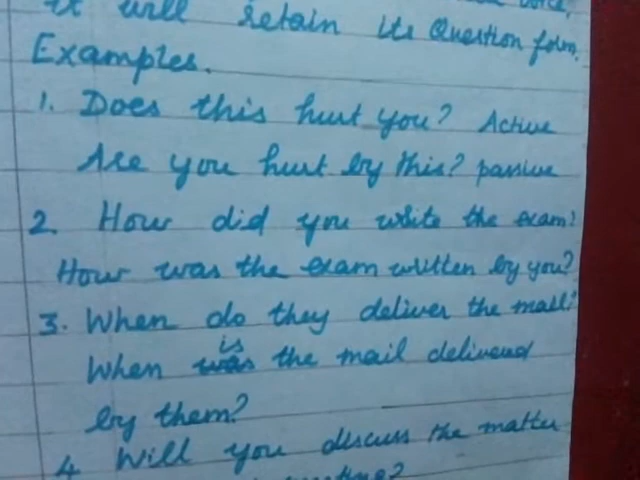 it will retain its Question form.
Examples.
1. Does this hurt you? Active
Are you hurt by this? passive
2. How did you write the exam?
How was the exam written by you?
3. When do they deliver the mail?
When was is the mail delivered
by them?
4 Will you discuss the matter